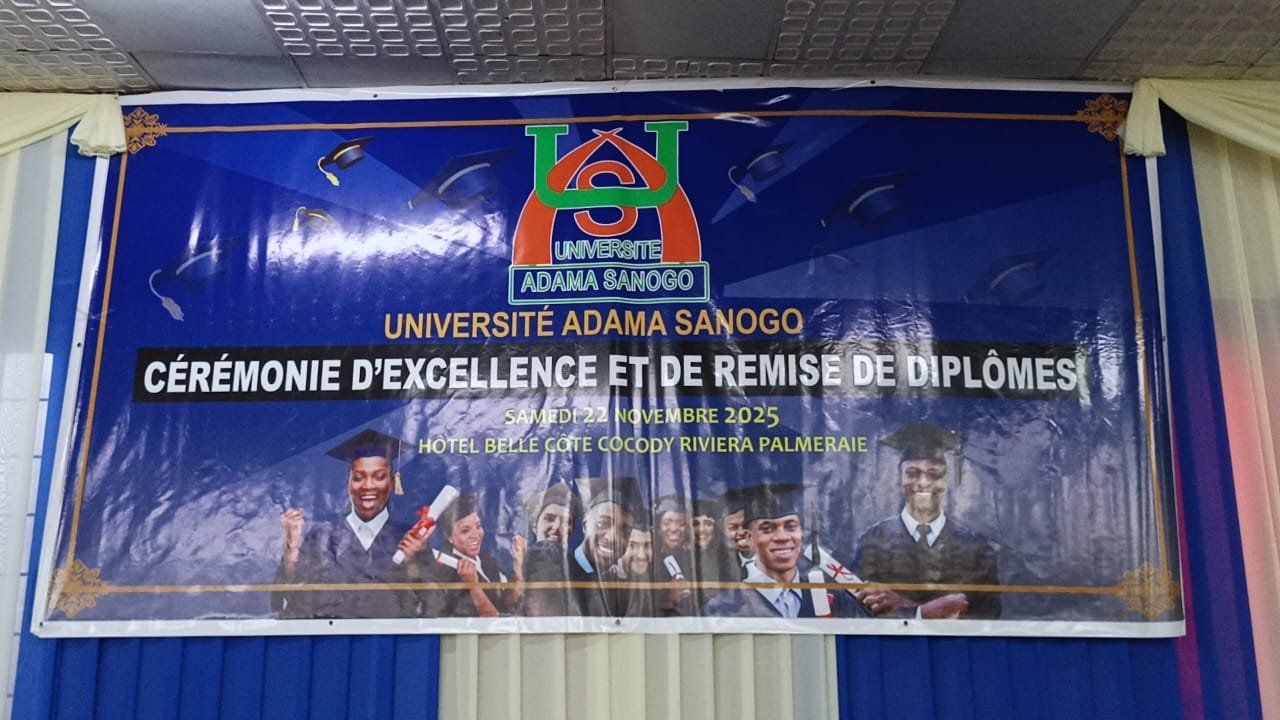 UAS
UNIVERSITE
ADAMA SANOGO
UNIVERSITÉ ADAMA SANOGO
CÉRÉMONIE D'EXCELLENCE ET DE REMISE DE DIPLÔMES
SAMEDI 22 NOVEMBRE 2025
HÔTEL BELLE CÔTE COCODY RIVIERA PALMERAIE